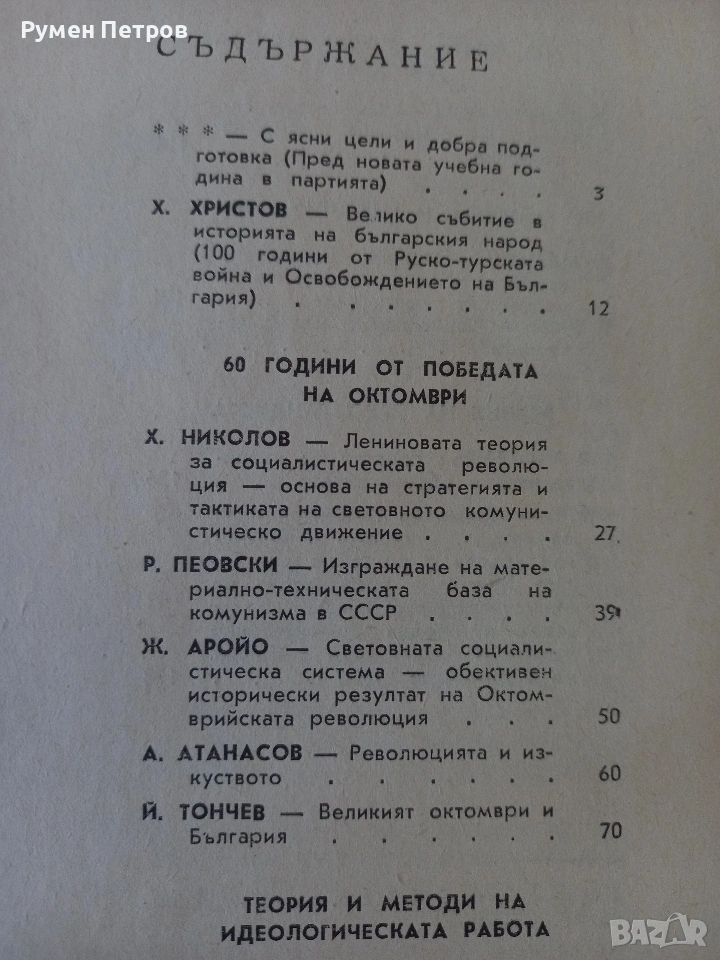 Румен Петров
СЪДЪРЖАНИЕ
* * * — С ясни цели и добра под-
готовка (Пред новата учебна го-
дина в партията) . . . . 3
Х. ХРИСТОВ — Велико събитие в
историята на българския народ
(100 години от Руско-турската
война и Освобождението на Бъл-
гария) . . . . . . . 12
60 ГОДИНИ ОТ ПОБЕДАТА
НА ОКТОМВРИ
Х. НИКОЛОВ — Лениновата теория
за социалистическата револю-
ция — основа на стратегията и
тактиката на световното комуни-
стическо движение . . . . 27
Р. ПЕОВСКИ — Изграждане на мате-
риално-техническата база на
комунизма в СССР . . . . 39
Ж. АРОЙО — Световната социали-
стическа система — обективен
исторически резултат на Октом-
врийската революция . . . 50
А. АТАНАСОВ — Революцията и из-
куството . . . . . . 60
Й. ТОНЧЕВ — Великият октомври и
България . . . . . . 70
ТЕОРИЯ И МЕТОДИ НА
ИДЕОЛОГИЧЕСКАТА РАБОТА
BAZAR